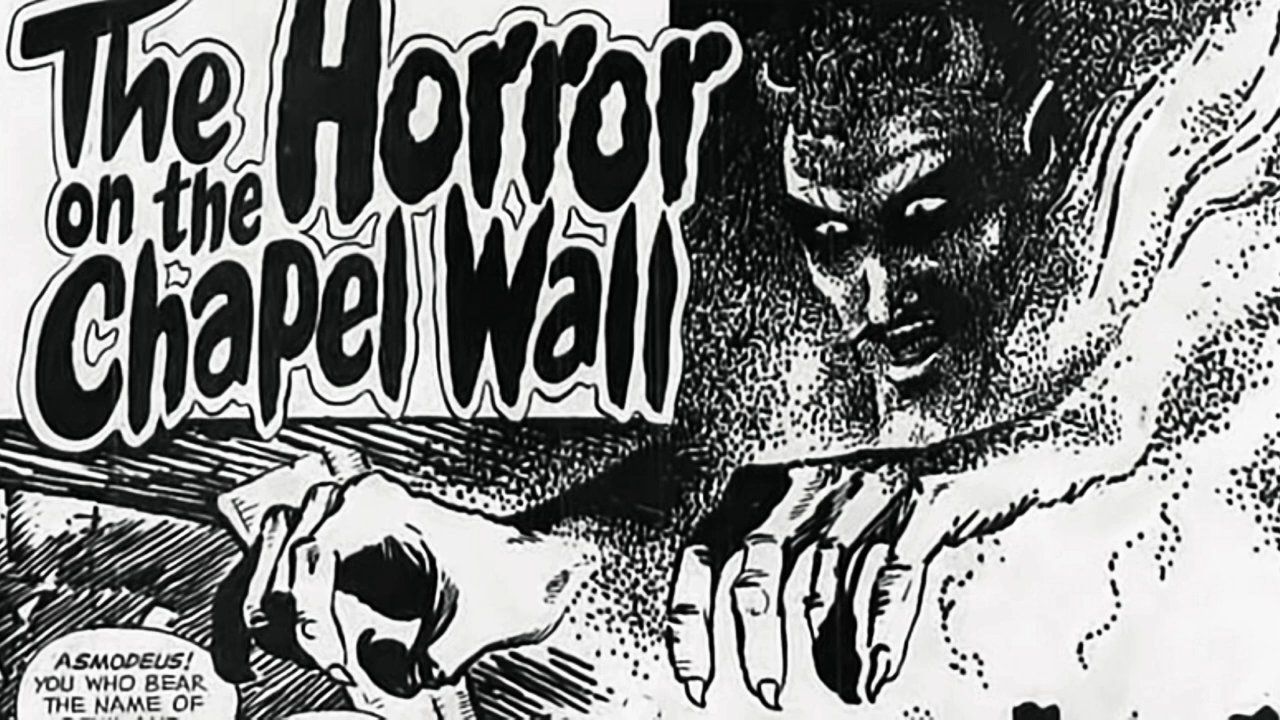 The Horror
on the
Chapel Wall
ASMODEUS!
YOU WHO BEAR
THE NAME OF